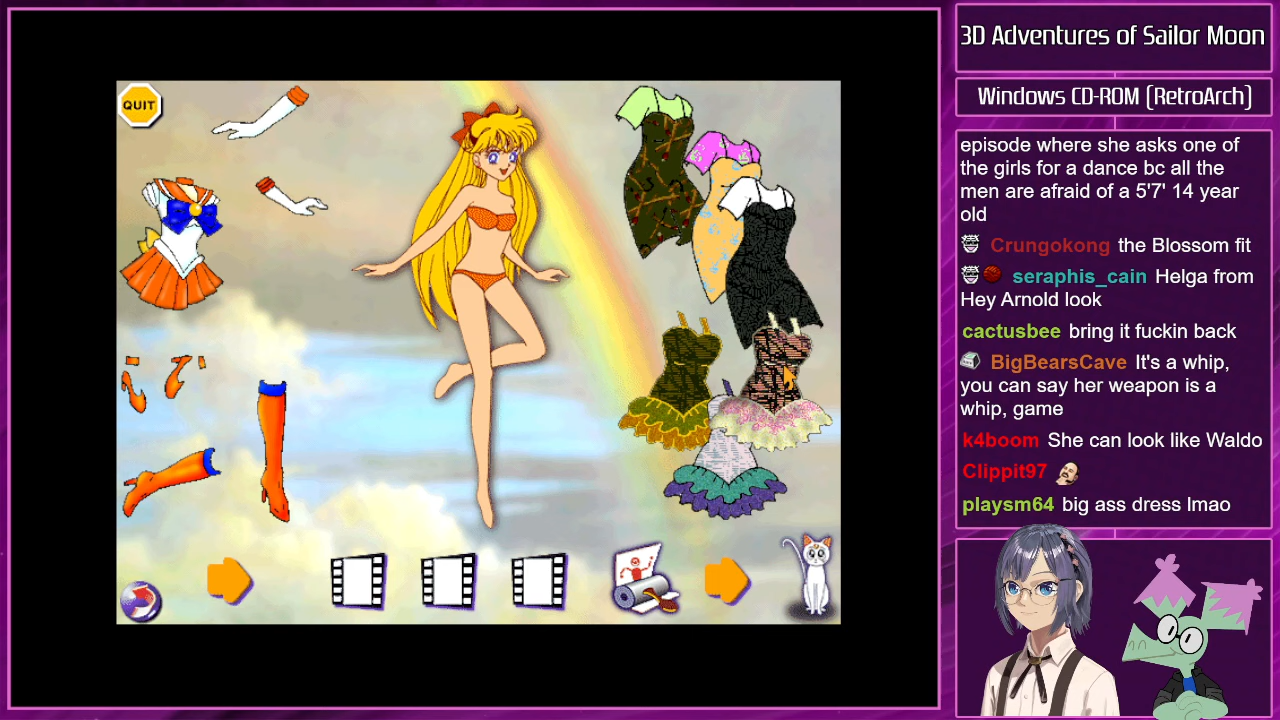 3D Adventures of Sailor Moon
Windows CD-ROM (RetroArch)
QUIT
episode where she asks one of
the girls for a dance bc all the
men are afraid of a 5'7' 14 year
old
Crungokong the Blossom fit
seraphis_cain Helga from
Hey Arnold look
cactusbee bring it fuckin back
BigBearsCave It's a whip,
you can say her weapon is a
whip, game
k4boom She can look like Waldo
Clippit97
playsm64 big ass dress lmao